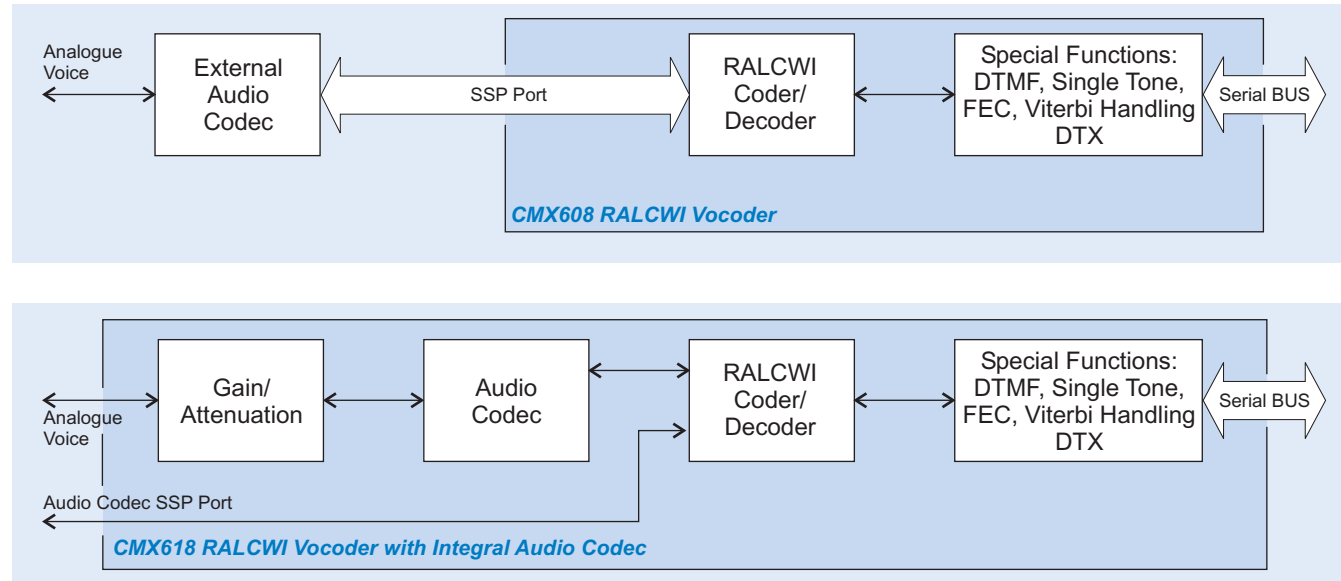 Analogue
Voice
External
Audio
Codec
SSP Port
RALCWI
Coder/
Decoder
Special Functions:
DTMF, Single Tone,
FEC, Viterbi Handling
DTX
Serial BUS
CMX608 RALCWI Vocoder
Analogue
Voice
Gain/
Attenuation
Audio
Codec
RALCWI
Coder/
Decoder
Special Functions:
DTMF, Single Tone,
FEC, Viterbi Handling
DTX
Serial BUS
Audio Codec SSP Port
CMX618 RALCWI Vocoder with Integral Audio Codec